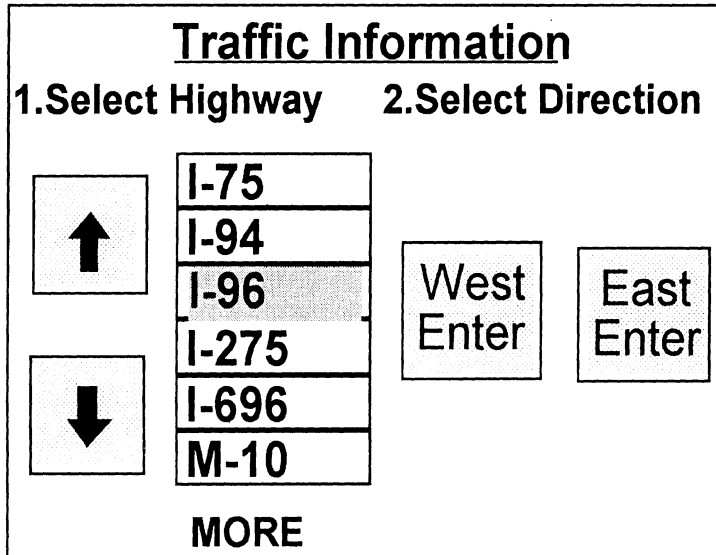 Traffic Information
1.Select Highway
2.Select Direction
I-75
I-94
I-96
I-275
I-696
M-10
MORE
West
Enter
East
Enter